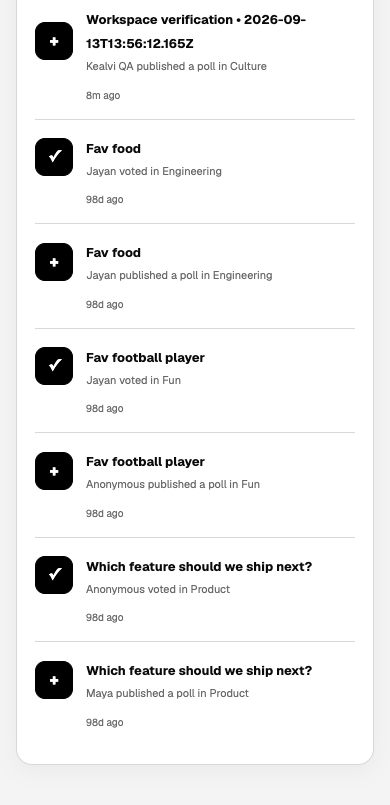 Workspace verification • 2026-09-
13T13:56:12.165Z
Kealvi QA published a poll in Culture
8m ago
Fav food
Jayan voted in Engineering
98d ago
Fav food
Jayan published a poll in Engineering
98d ago
Fav football player
Jayan voted in Fun
98d ago
Fav football player
Anonymous published a poll in Fun
98d ago
Which feature should we ship next?
Anonymous voted in Product
98d ago
Which feature should we ship next?
Maya published a poll in Product
98d ago